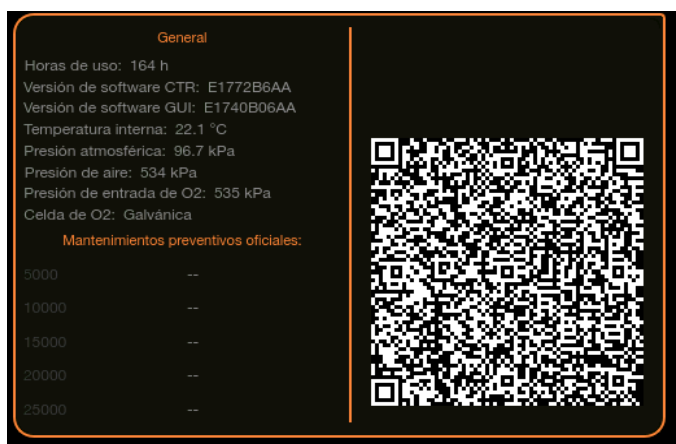 General
Horas de uso: 164 h
Versión de software CTR: E1772B6AA
Versión de software GUI: E1740B06AA
Temperatura interna: 22.1 °C
Presión atmosférica: 96.7 kPa
Presión de aire: 534 kPa
Presión de entrada de O2: 535 kPa
Celda de O2: Galvánica
Mantenimientos preventivos oficiales:
5000 --
10000 --
15000 --
20000 --
25000 --